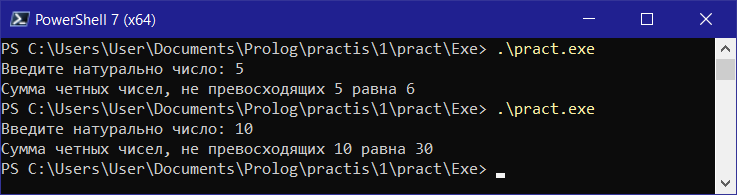 PowerShell 7 (x64)
PS C:\Users\User\Documents\Prolog\practis\1\pract\Exe> .\pract.exe
Введите натурально число: 5
Сумма четных чисел, не превосходящих 5 равна 6
PS C:\Users\User\Documents\Prolog\practis\1\pract\Exe> .\pract.exe
Введите натурально число: 10
Сумма четных чисел, не превосходящих 10 равна 30
PS C:\Users\User\Documents\Prolog\practis\1\pract\Exe>